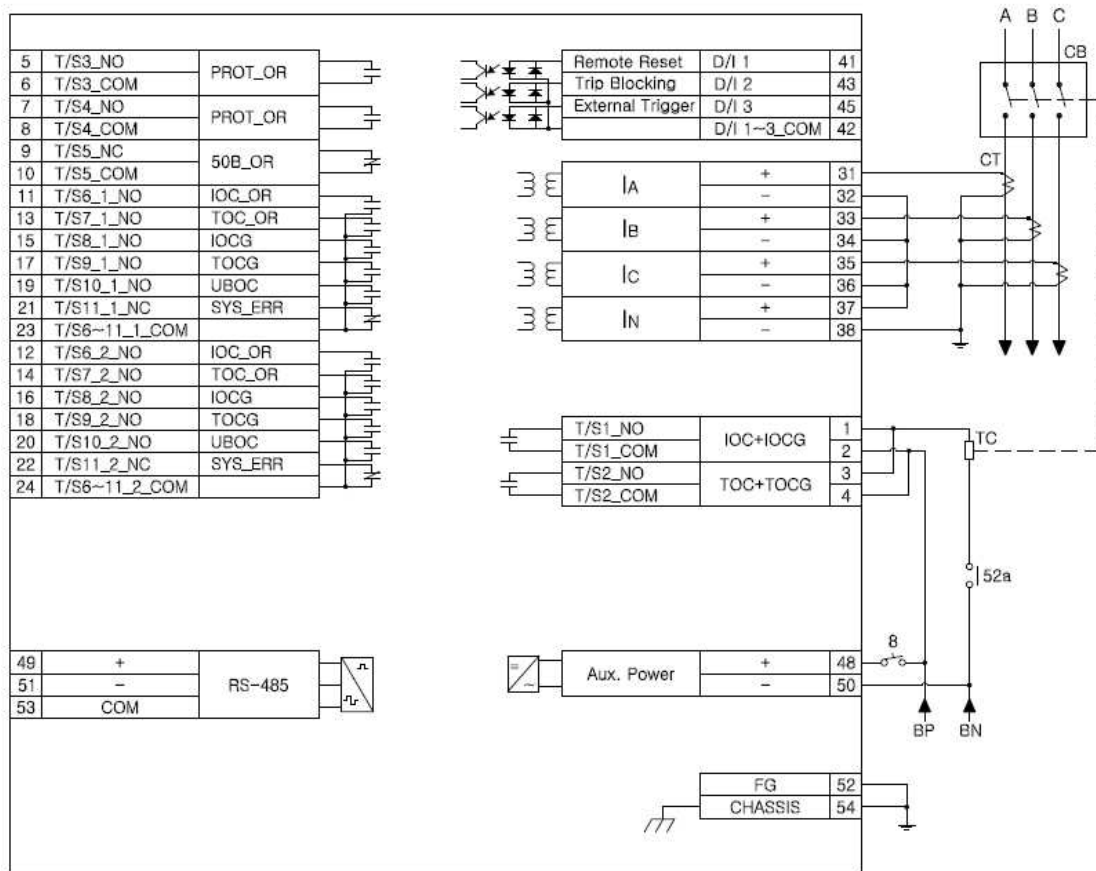 A B C
CB
5 T/S3_NO PROT_OR
6 T/S3_COM
7 T/S4_NO PROT_OR
8 T/S4_COM
9 T/S5_NC 50B_OR
10 T/S5_COM
11 T/S6_1_NO IOC_OR
13 T/S7_1_NO TOC_OR
15 T/S8_1_NO IOCG
17 T/S9_1_NO TOCG
19 T/S10_1_NO UBOC
21 T/S11_1_NC SYS_ERR
23 T/S6~11_1_COM
12 T/S6_2_NO IOC_OR
14 T/S7_2_NO TOC_OR
16 T/S8_2_NO IOCG
18 T/S9_2_NO TOCG
20 T/S10_2_NO UBOC
22 T/S11_2_NC SYS_ERR
24 T/S6~11_2_COM
49 + RS-485
51 -
53 COM
Remote Reset D/I 1 41
Trip Blocking D/I 2 43
External Trigger D/I 3 45
D/I 1~3_COM 42
CT
IA + 31
- 32
IB + 33
- 34
IC + 35
- 36
IN + 37
- 38
T/S1_NO IOC+IOCG 1
T/S1_COM 2
T/S2_NO TOC+TOCG 3
T/S2_COM 4
TC
52a
8
Aux. Power + 48
- 50
BP BN
FG 52
CHASSIS 54